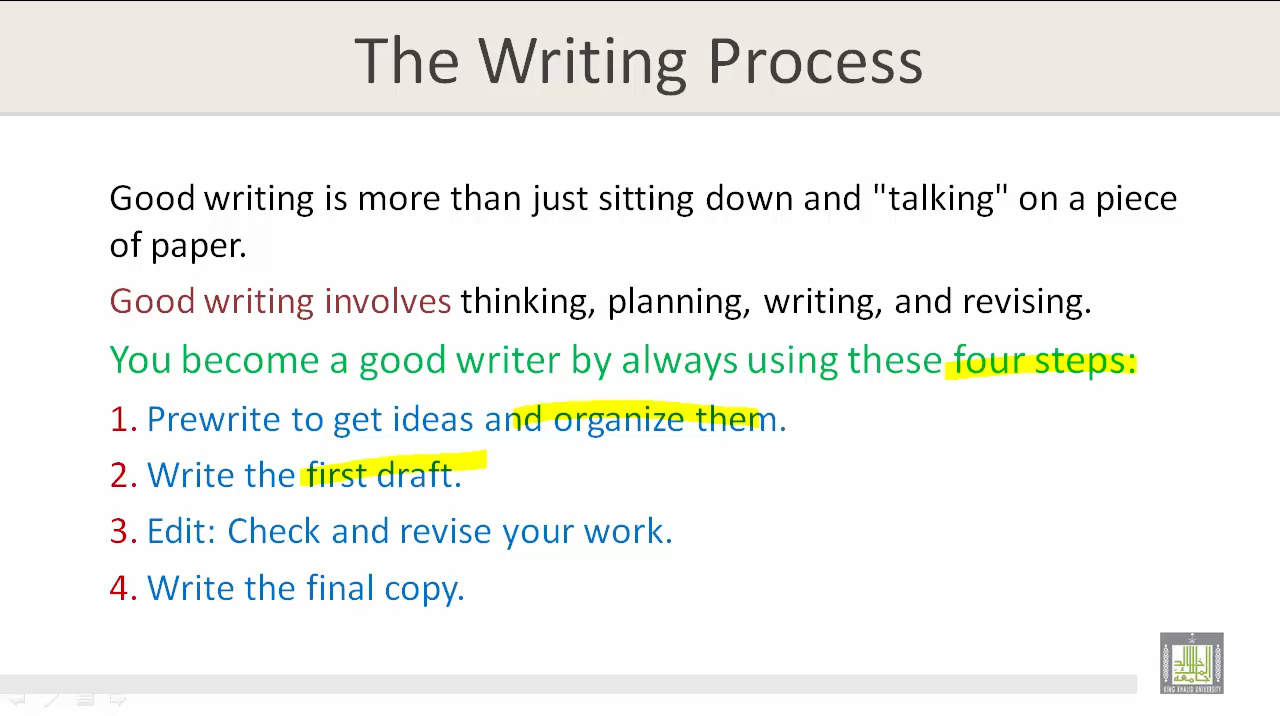 The Writing Process
Good writing is more than just sitting down and "talking" on a piece
of paper.
Good writing involves thinking, planning, writing, and revising.
You become a good writer by always using these four steps:
1. Prewrite to get ideas and organize them.
2. Write the first draft.
3. Edit: Check and revise your work.
4. Write the final copy.
KING KHALID UNIVERSITY